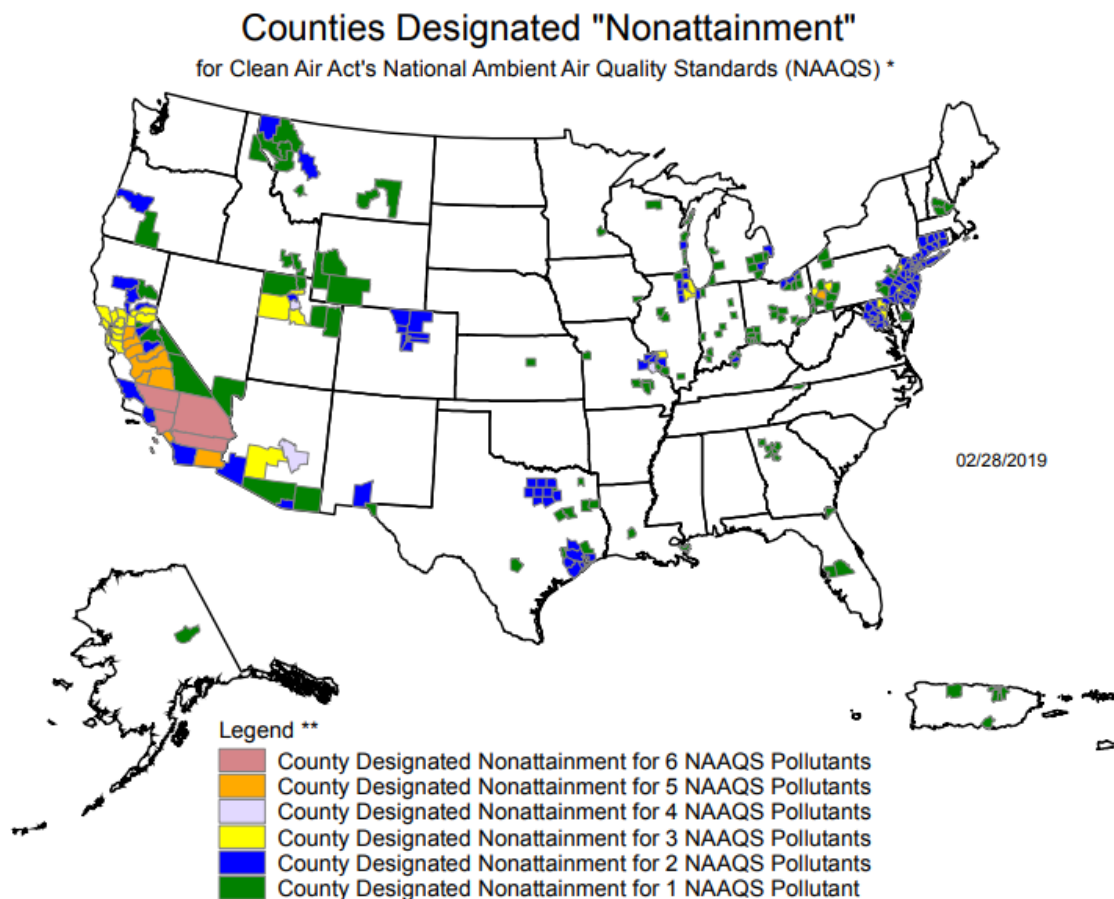 Counties Designated "Nonattainment"
for Clean Air Act's National Ambient Air Quality Standards (NAAQS) *
02/28/2019
Legend **
County Designated Nonattainment for 6 NAAQS Pollutants
County Designated Nonattainment for 5 NAAQS Pollutants
County Designated Nonattainment for 4 NAAQS Pollutants
County Designated Nonattainment for 3 NAAQS Pollutants
County Designated Nonattainment for 2 NAAQS Pollutants
County Designated Nonattainment for 1 NAAQS Pollutant